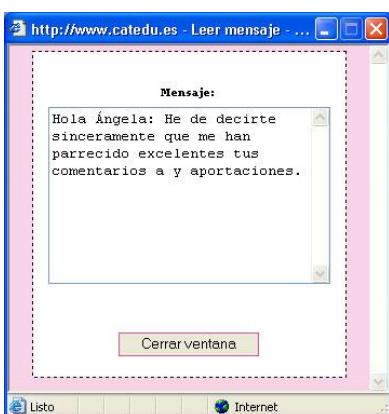 http://www.catedu.es - Leer mensaje - ...
Mensaje:
Hola Ángela: He de decirte
sinceramente que me han
parrecido excelentes tus
comentarios a y aportaciones.
Cerrar ventana
Listo
Internet